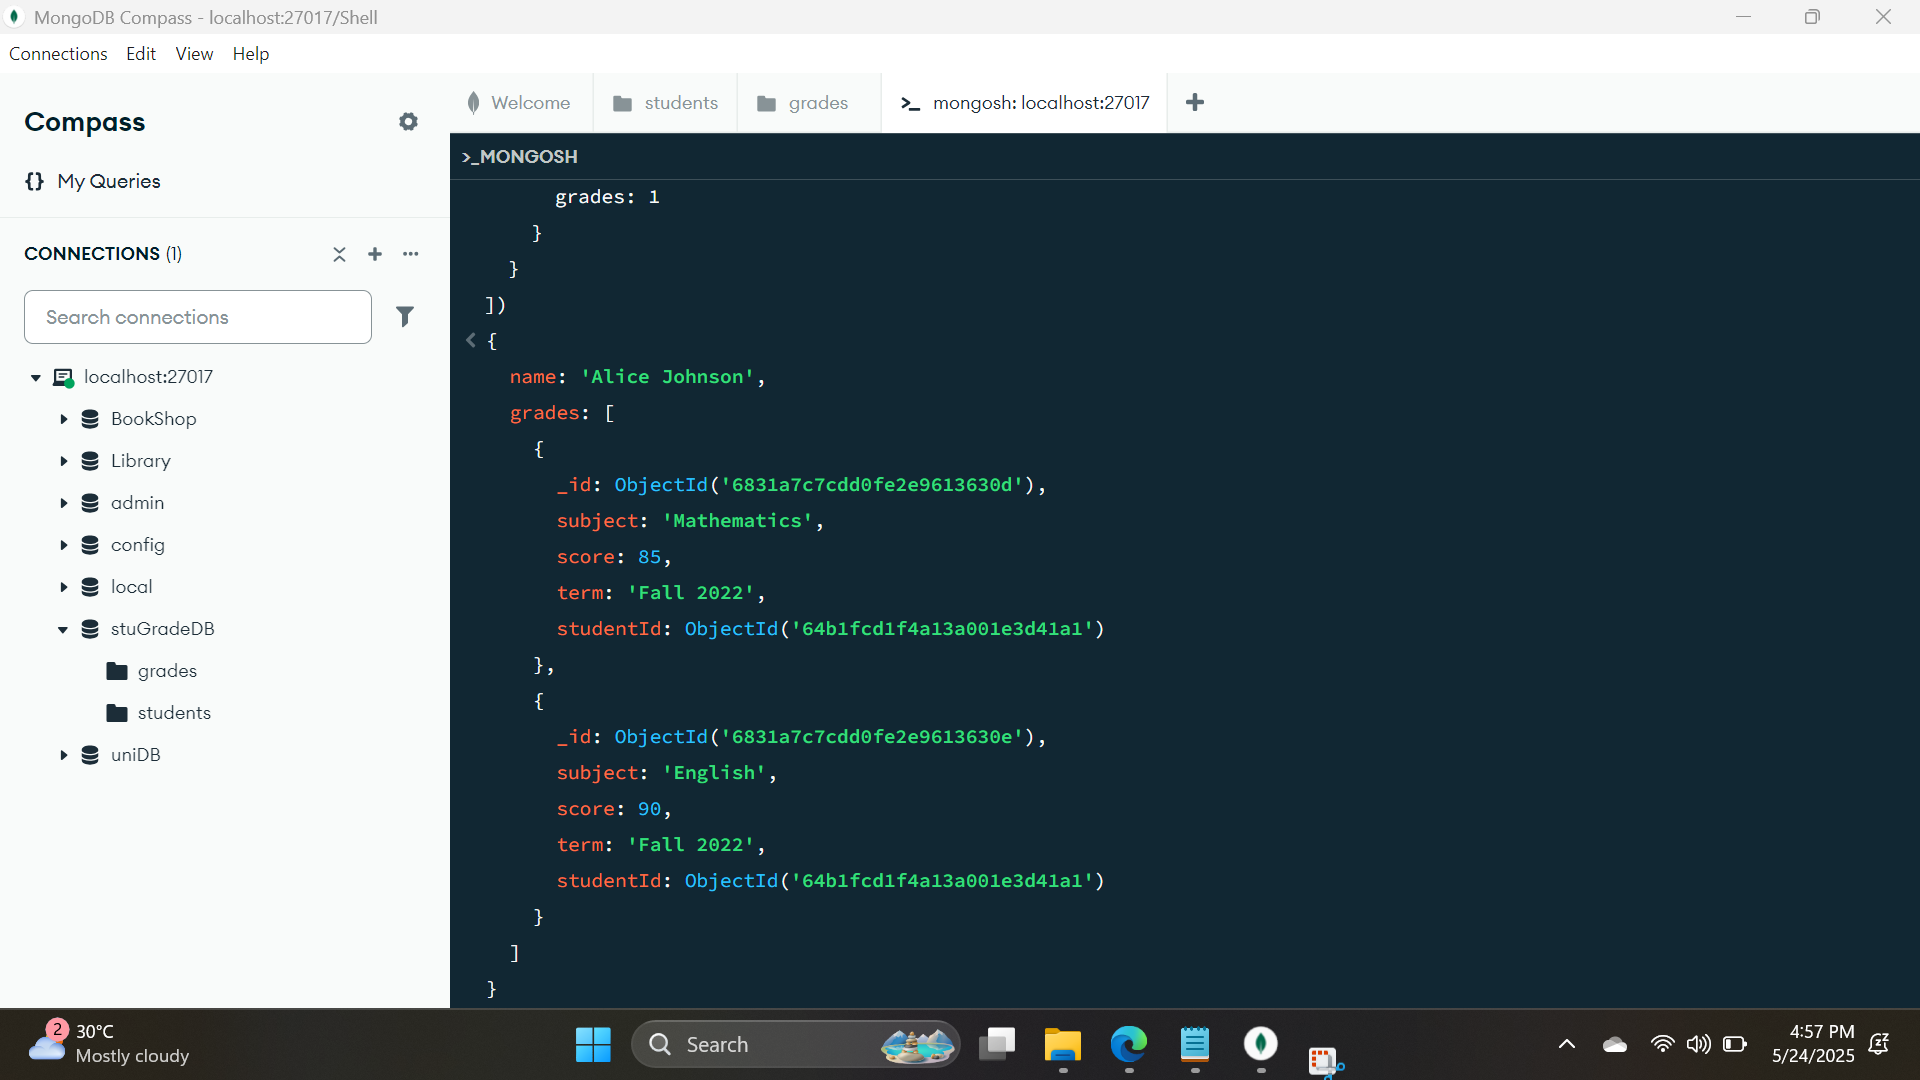 MongoDB Compass - localhost:27017/Shell
Connections Edit View Help
Compass
{} My Queries
CONNECTIONS (1)
Search connections
localhost:27017
BookShop
Library
admin
config
local
stuGradeDB
grades
students
uniDB
Welcome students grades >_ mongosh: localhost:27017 +
>_MONGOSH
grades: 1
}
}
])
< {
name: 'Alice Johnson',
grades: [
{
_id: ObjectId('6831a7c7cdd0fe2e9613630d'),
subject: 'Mathematics',
score: 85,
term: 'Fall 2022',
studentId: ObjectId('64b1fcd1f4a13a001e3d41a1')
},
{
_id: ObjectId('6831a7c7cdd0fe2e9613630e'),
subject: 'English',
score: 90,
term: 'Fall 2022',
studentId: ObjectId('64b1fcd1f4a13a001e3d41a1')
}
]
}
2
30°C
Mostly cloudy
Search
4:57 PM
5/24/2025